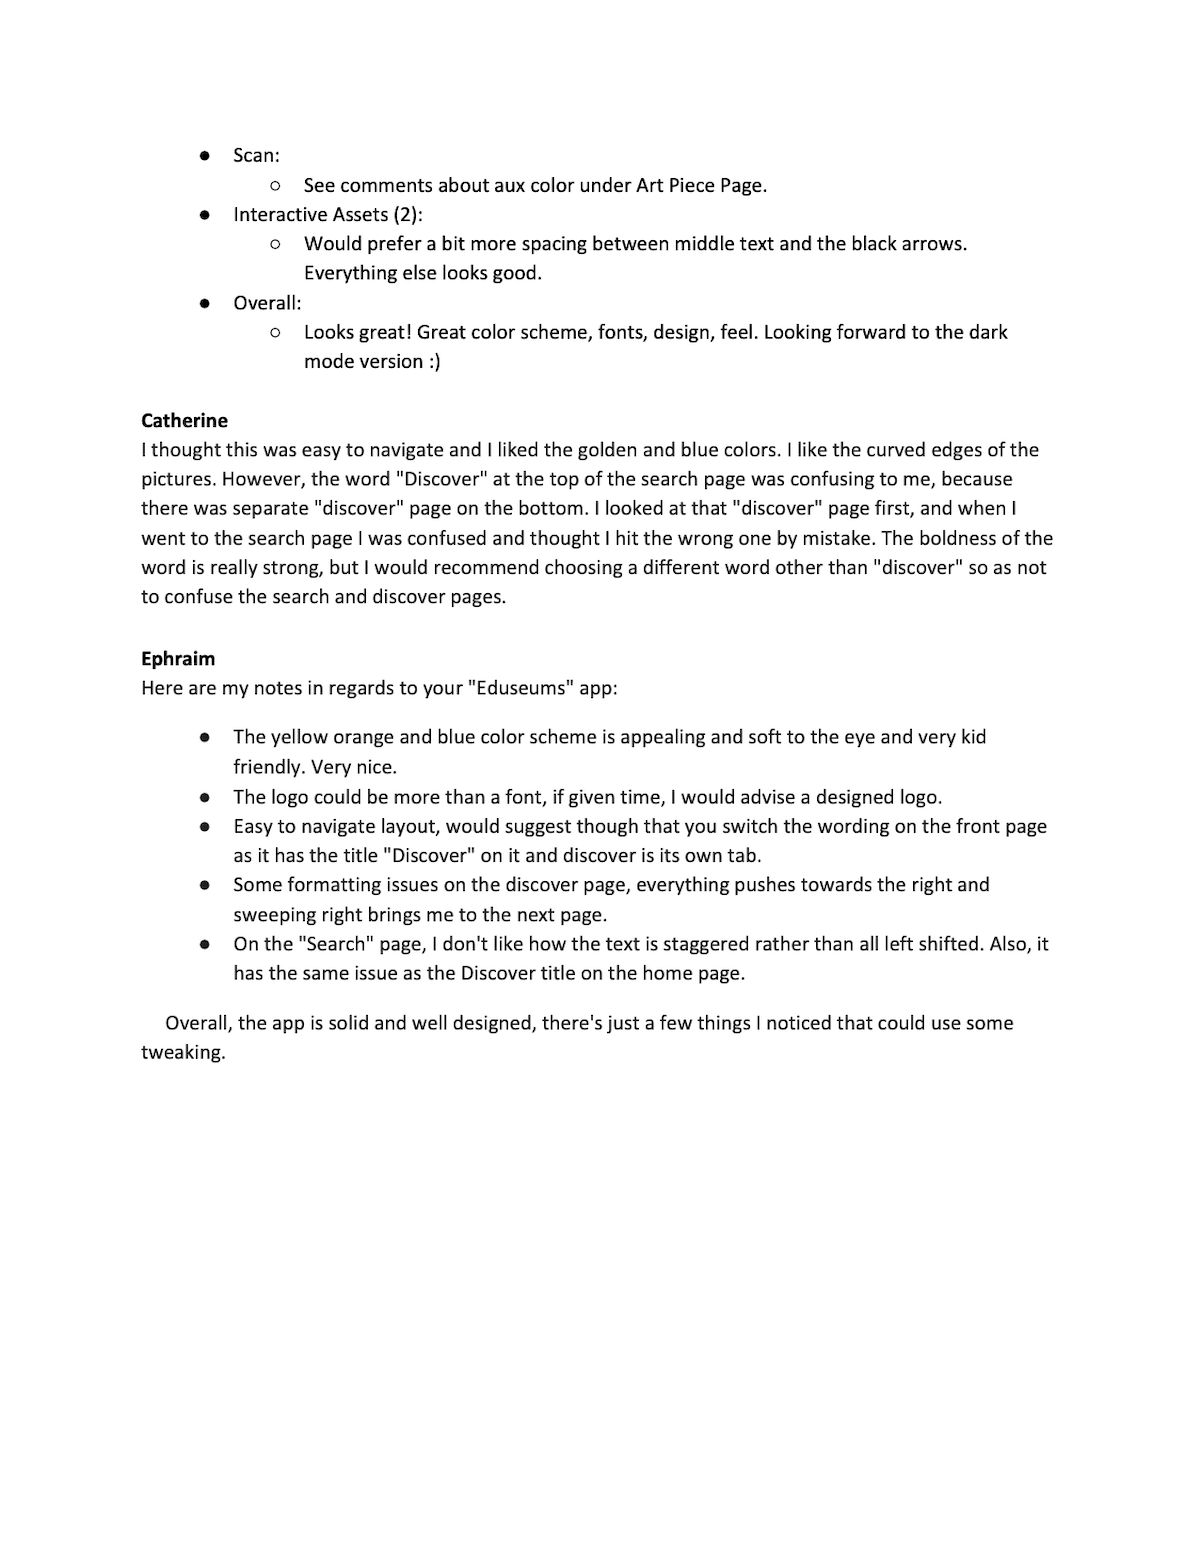 ● Scan:
○ See comments about aux color under Art Piece Page.
● Interactive Assets (2):
○ Would prefer a bit more spacing between middle text and the black arrows.
Everything else looks good.
● Overall:
○ Looks great! Great color scheme, fonts, design, feel. Looking forward to the dark
mode version :)
Catherine
I thought this was easy to navigate and I liked the golden and blue colors. I like the curved edges of the
pictures. However, the word "Discover" at the top of the search page was confusing to me, because
there was separate "discover" page on the bottom. I looked at that "discover" page first, and when I
went to the search page I was confused and thought I hit the wrong one by mistake. The boldness of the
word is really strong, but I would recommend choosing a different word other than "discover" so as not
to confuse the search and discover pages.
Ephraim
Here are my notes in regards to your "Eduseums" app:
● The yellow orange and blue color scheme is appealing and soft to the eye and very kid
friendly. Very nice.
● The logo could be more than a font, if given time, I would advise a designed logo.
● Easy to navigate layout, would suggest though that you switch the wording on the front page
as it has the title "Discover" on it and discover is its own tab.
● Some formatting issues on the discover page, everything pushes towards the right and
sweeping right brings me to the next page.
● On the "Search" page, I don't like how the text is staggered rather than all left shifted. Also, it
has the same issue as the Discover title on the home page.
Overall, the app is solid and well designed, there's just a few things I noticed that could use some
tweaking.